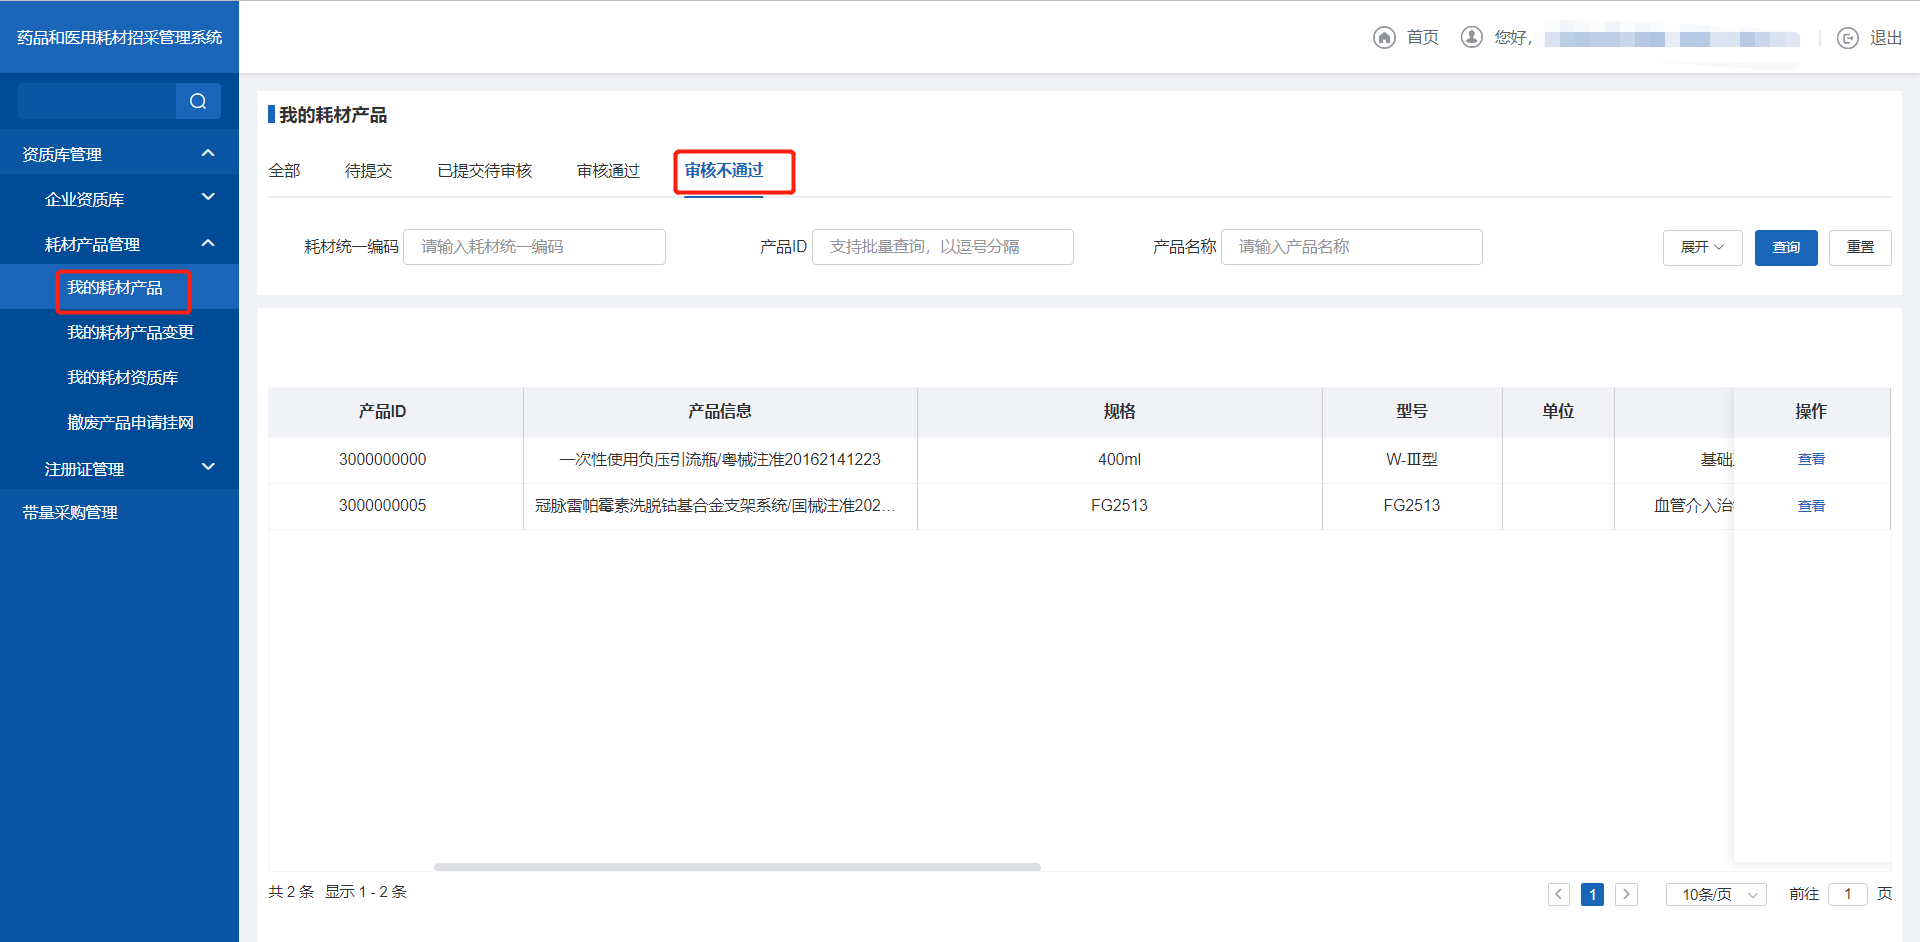 药品和医用耗材招采管理系统
首页
您好，
退出
资质库管理
企业资质库
耗材产品管理
我的耗材产品
我的耗材产品变更
我的耗材资质库
撤废产品申请挂网
注册证管理
带量采购管理
我的耗材产品
全部 待提交 已提交待审核 审核通过 审核不通过
耗材统一编码 请输入耗材统一编码 产品ID 支持批量查询，以逗号分隔 产品名称 请输入产品名称 展开 查询 重置
产品ID 产品信息 规格 型号 单位 操作
3000000000 一次性使用负压引流瓶/粤械注准20162141223 400ml W-III型 基础 查看
3000000005 冠脉雷帕霉素洗脱钴基合金支架系统/国械注准202... FG2513 FG2513 血管介入治 查看
共 2 条 显示 1 - 2 条
1 10条/页 前往 1 页